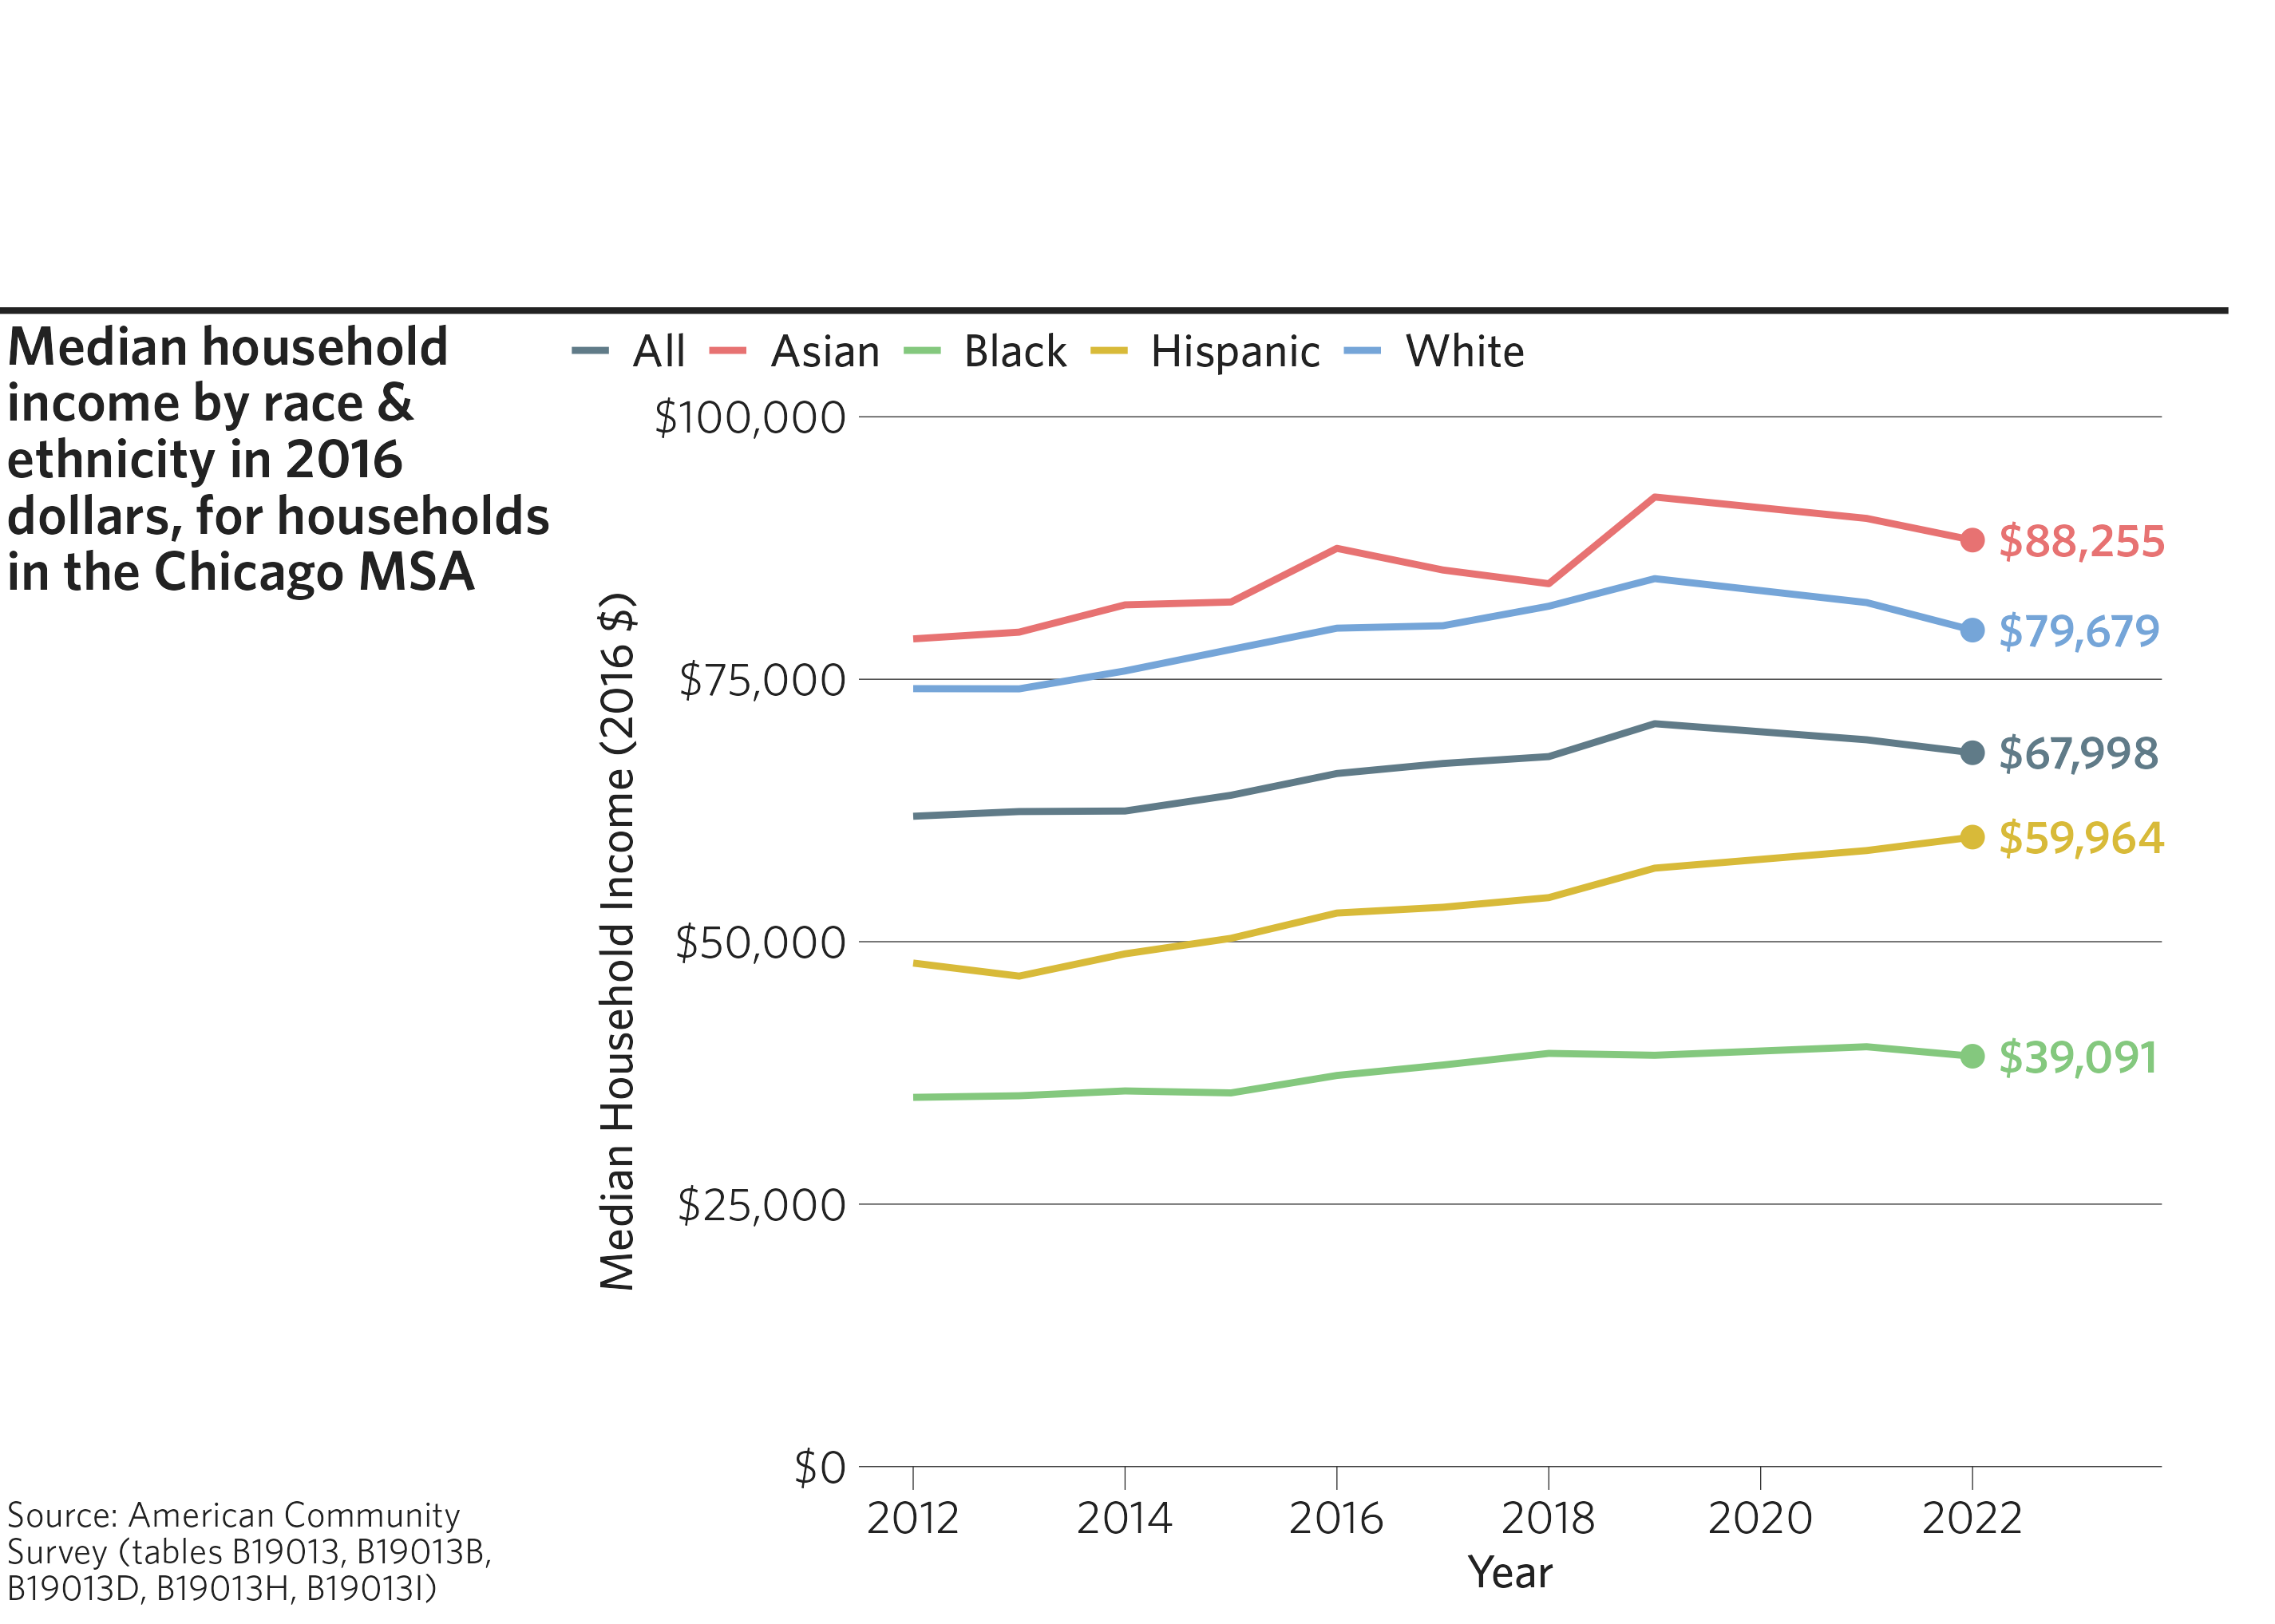 Median household
income by race &
ethnicity in 2016
dollars, for households
in the Chicago MSA
All Asian Black Hispanic White
$100,000
$75,000
$50,000
$25,000
$0
Median Household Income (2016 $)
$88,255
$79,679
$67,998
$59,964
$39,091
2012 2014 2016 2018 2020 2022
Year
Source: American Community
Survey (tables B19013, B19013B,
B19013D, B19013H, B19013I)